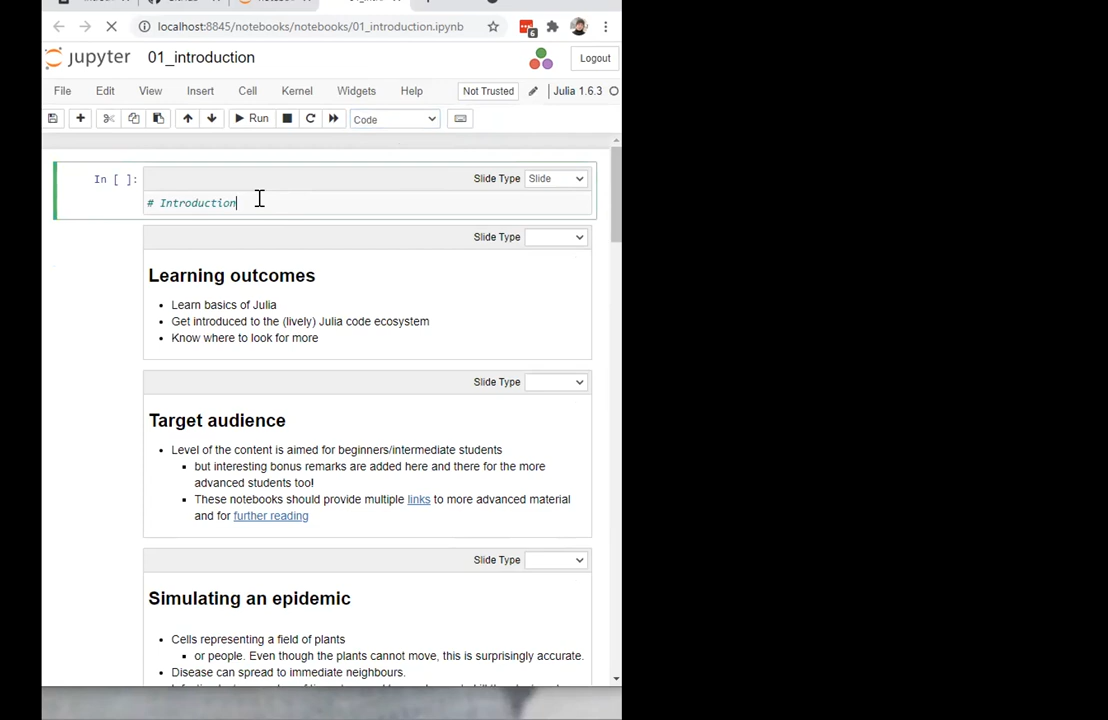 localhost:8845/notebooks/notebooks/01_introduction.ipynb
6
jupyter 01_introduction
Logout
File Edit View Insert Cell Kernel Widgets Help Not Trusted Julia 1.6.3
Run Code
In [ ]: Slide Type Slide
# Introduction
Slide Type
Learning outcomes
Learn basics of Julia
Get introduced to the (lively) Julia code ecosystem
Know where to look for more
Slide Type
Target audience
Level of the content is aimed for beginners/intermediate students
but interesting bonus remarks are added here and there for the more
advanced students too!
These notebooks should provide multiple links to more advanced material
and for further reading
Slide Type
Simulating an epidemic
Cells representing a field of plants
or people. Even though the plants cannot move, this is surprisingly accurate.
Disease can spread to immediate neighbours.